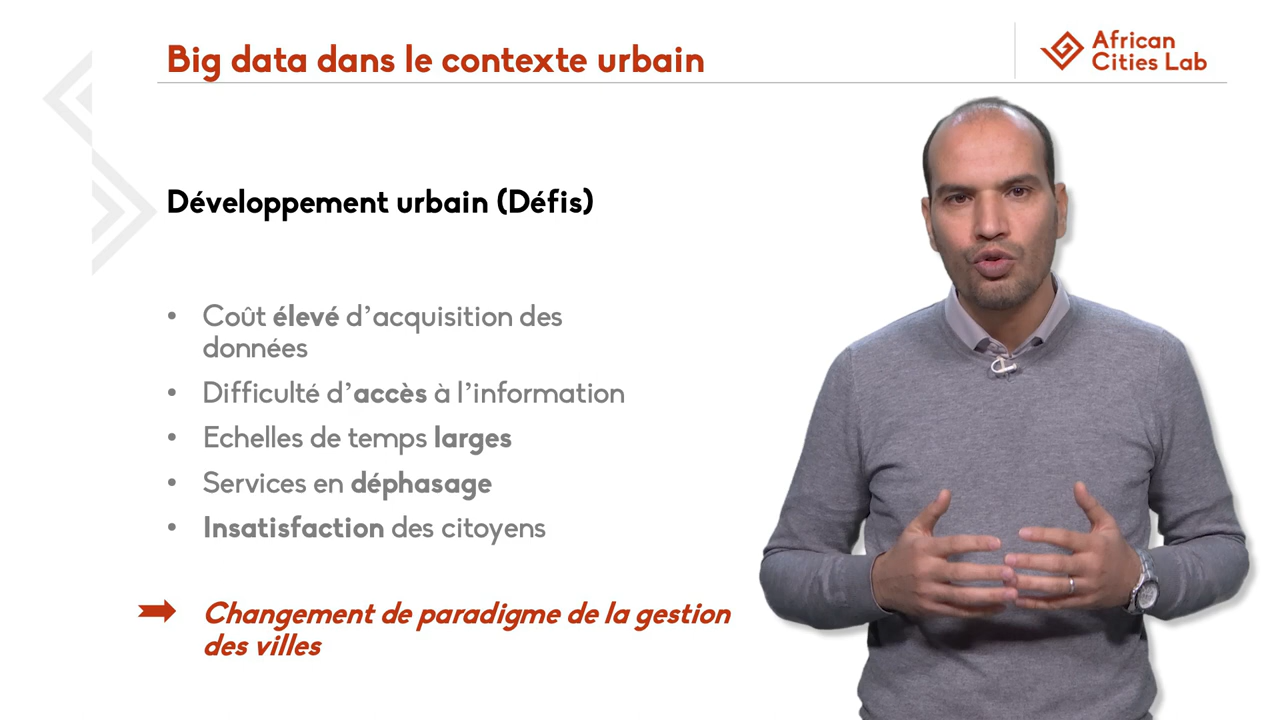 Big data dans le contexte urbain
African
Cities Lab
Développement urbain (Défis)
• Coût élevé d’acquisition des
données
• Difficulté d’accès à l’information
• Echelles de temps larges
• Services en déphasage
• Insatisfaction des citoyens
Changement de paradigme de la gestion
des villes